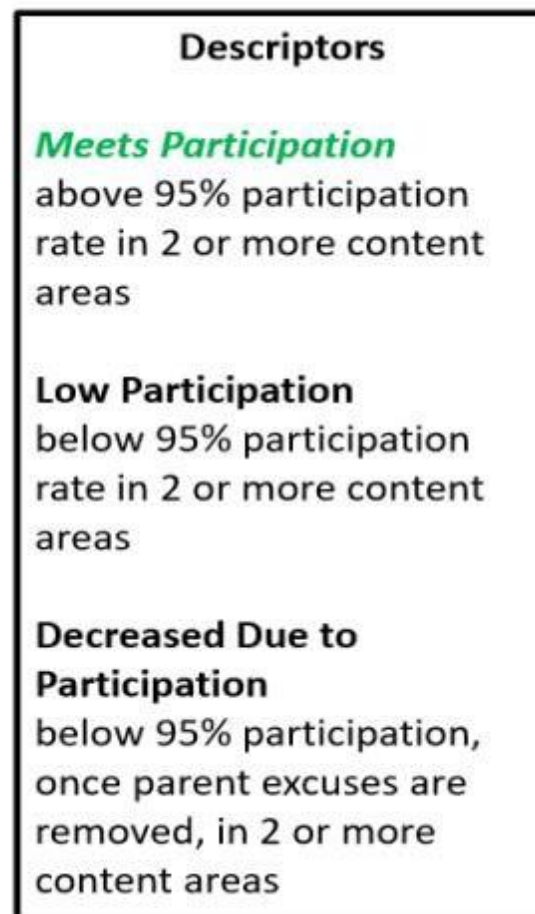 Descriptors
Meets Participation
above 95% participation
rate in 2 or more content
areas
Low Participation
below 95% participation
rate in 2 or more content
areas
Decreased Due to
Participation
below 95% participation,
once parent excuses are
removed, in 2 or more
content areas